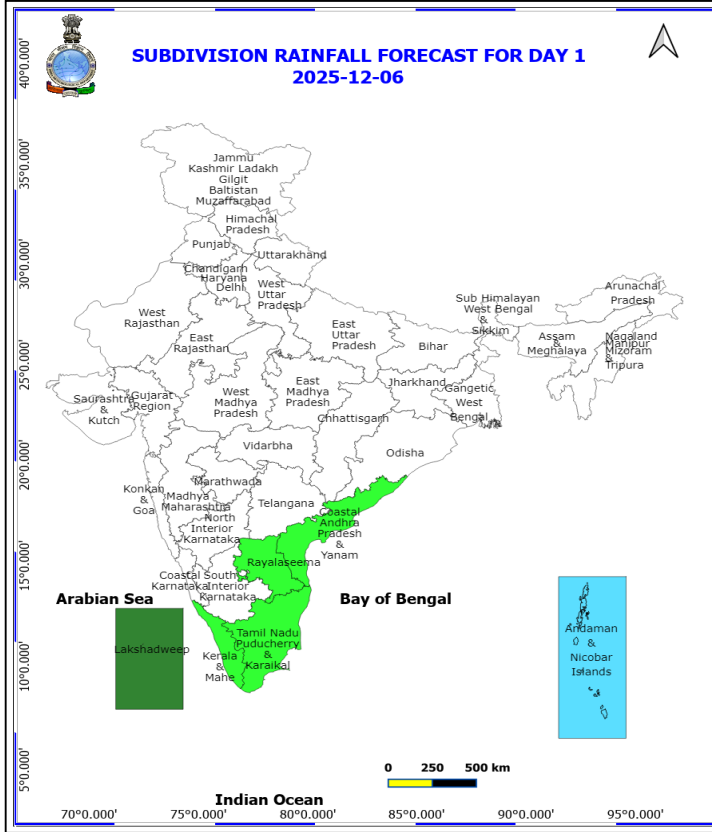 SUBDIVISION RAINFALL FORECAST FOR DAY 1
2025-12-06
40°0.000'
35°0.000'
30°0.000'
25°0.000'
20°0.000'
15°0.000'
10°0.000'
5°0.000'
Jammu
Kashmir Ladakh
Gilgit
Baltistan
Muzaffarabad
Himachal
Pradesh
Punjab
Uttarakhand
Chandigarh
Haryana
Delhi
West
Uttar
Pradesh
Arunachal
Pradesh
Sub Himalayan
West Bengal
&
Sikkim
West
Rajasthan
East
Rajasthan
East
Uttar
Pradesh
Bihar
Assam
&
Meghalaya
Nagaland
Manipur
Mizoram
&
Tripura
Saurashtra
&
Kutch
Gujarat
Region
West
Madhya
Pradesh
East
Madhya
Pradesh
Jharkhand
Gangetic
West
Bengal
Chhattisgarh
Vidarbha
Odisha
Konkan
&
Goa
Marathwada
Madhya
Maharashtra
Telangana
North
Interior
Karnataka
Coastal
Andhra
Pradesh
&
Yanam
Rayalaseema
Coastal
Karnataka
South
Interior
Karnataka
Arabian Sea
Bay of Bengal
Lakshadweep
Kerala
&
Mahe
Tamil Nadu
Puducherry
&
Karaikal
Andaman
&
Nicobar
Islands
0 250 500 km
Indian Ocean
70°0.000' 75°0.000' 80°0.000' 85°0.000' 90°0.000' 95°0.000'